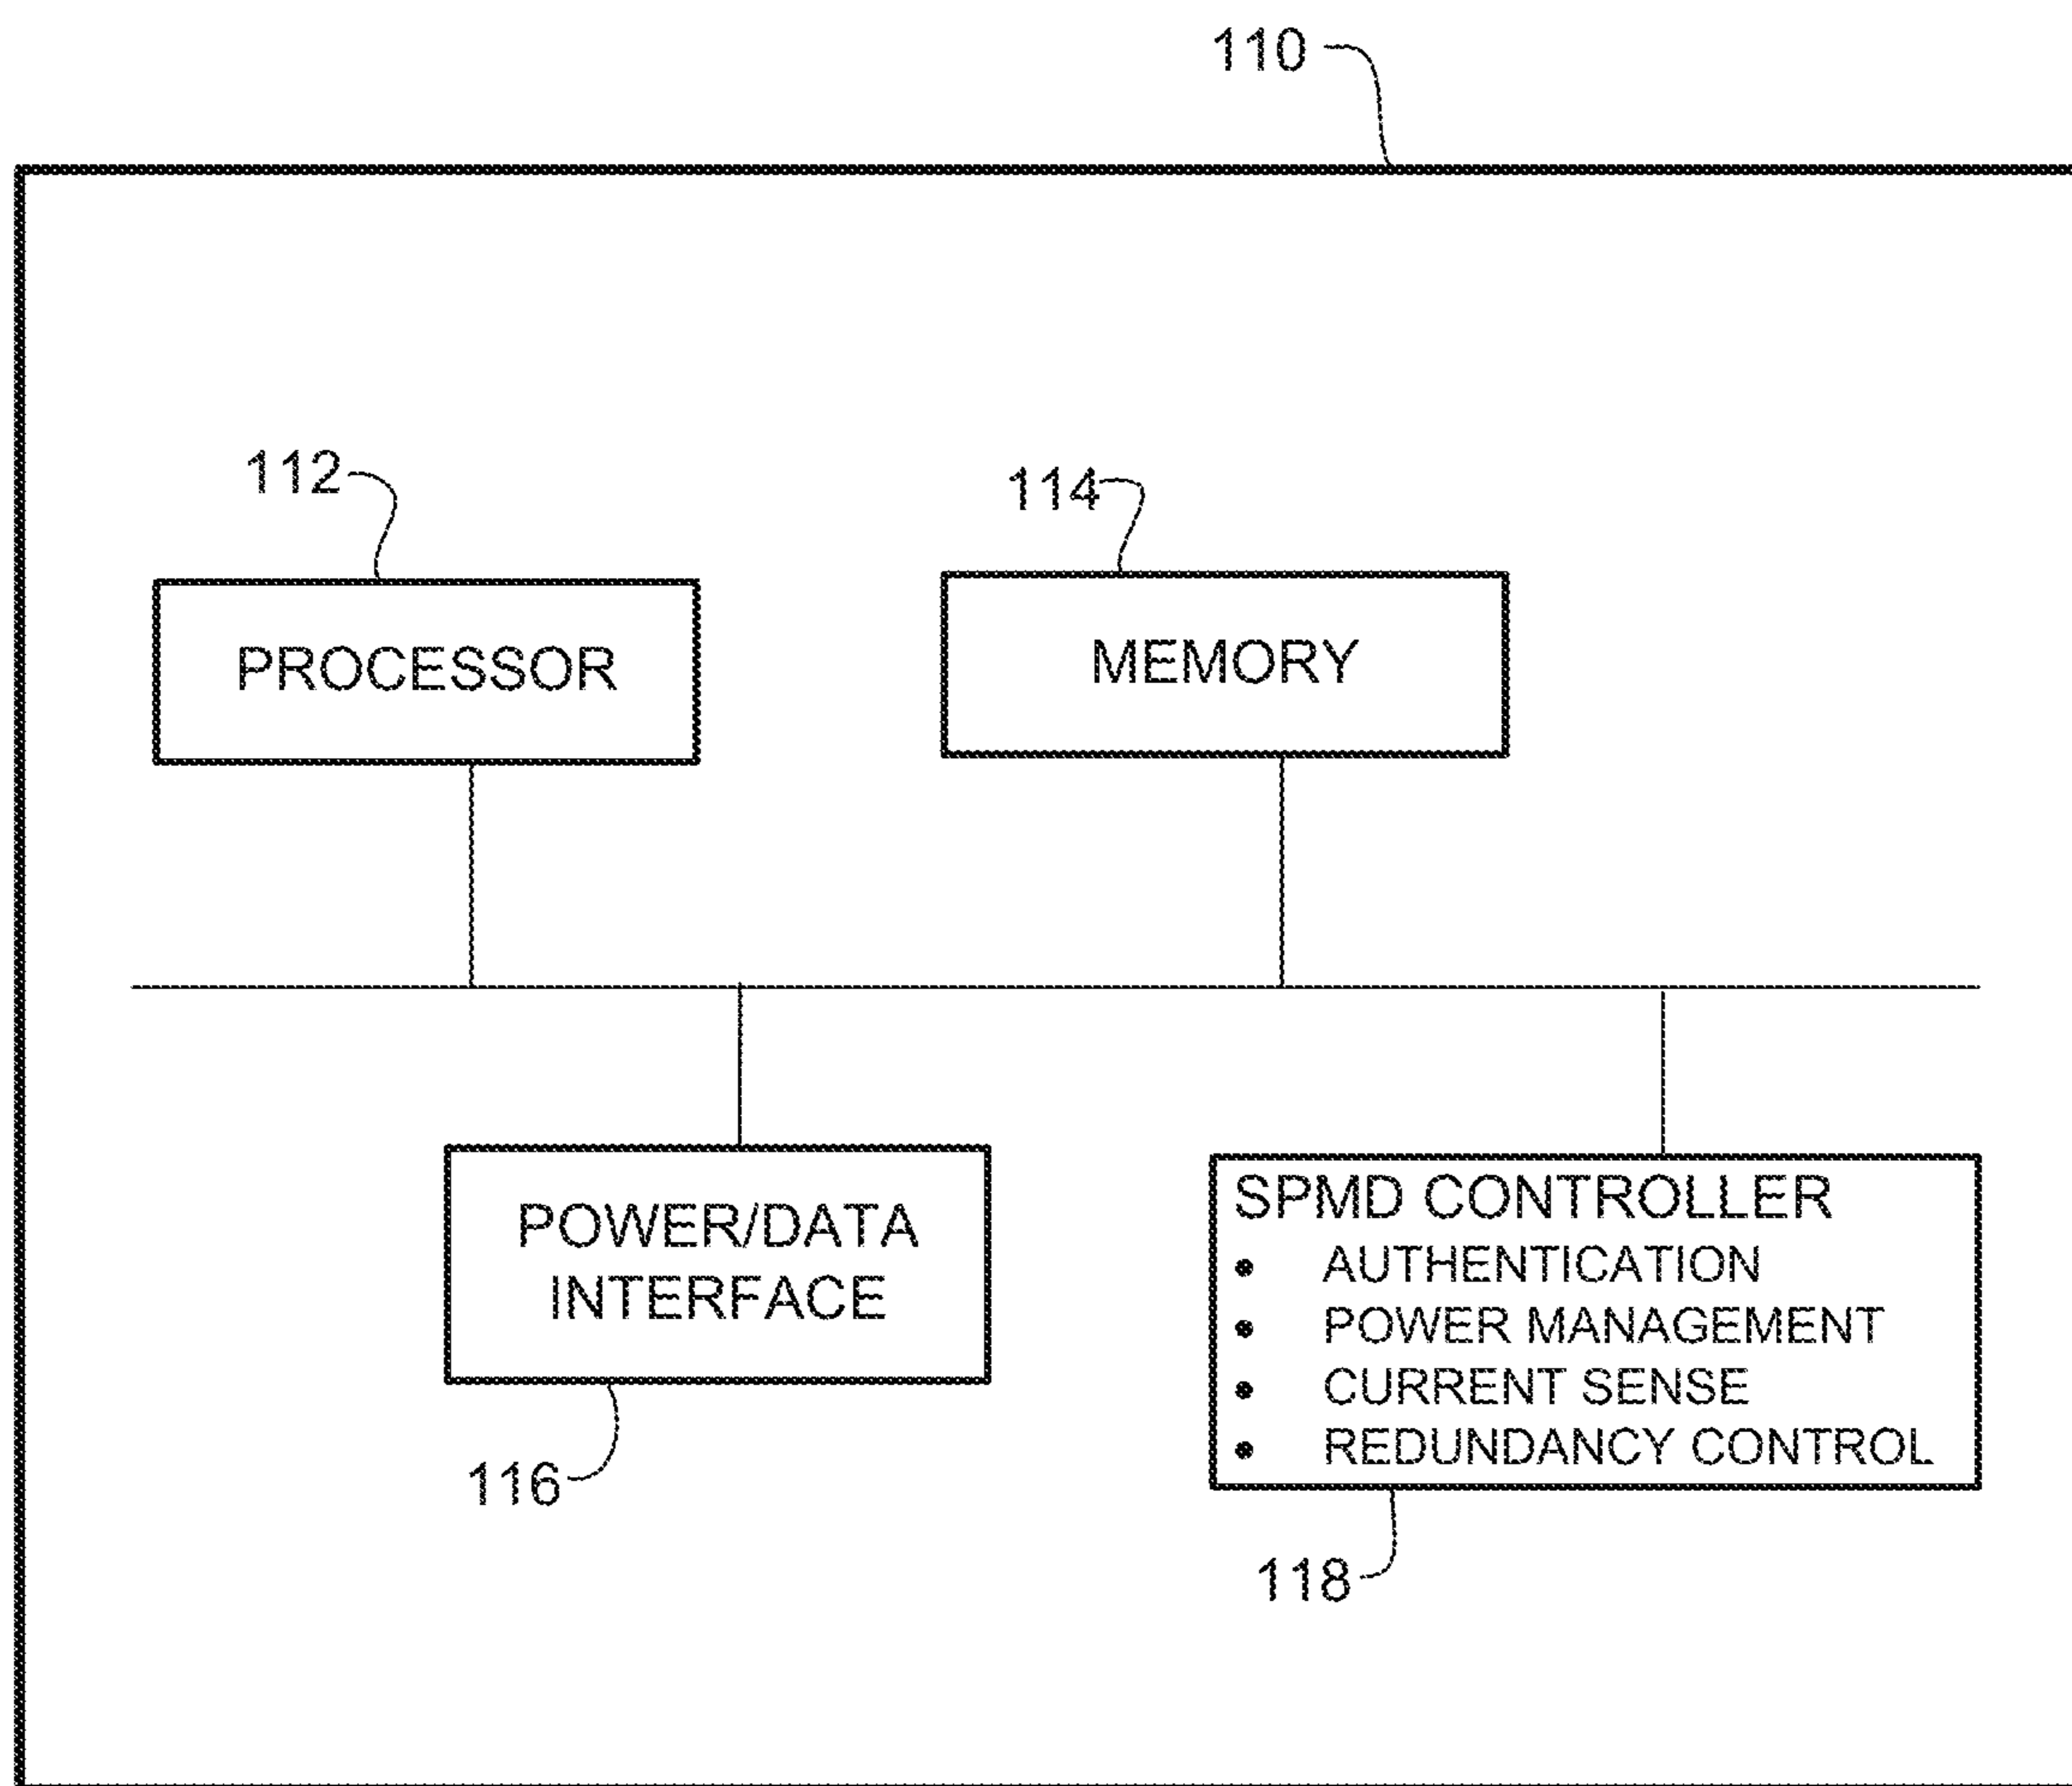 110
112
114
PROCESSOR
MEMORY
POWER/DATA
INTERFACE
116
SPMD CONTROLLER
• AUTHENTICATION
• POWER MANAGEMENT
• CURRENT SENSE
• REDUNDANCY CONTROL
118